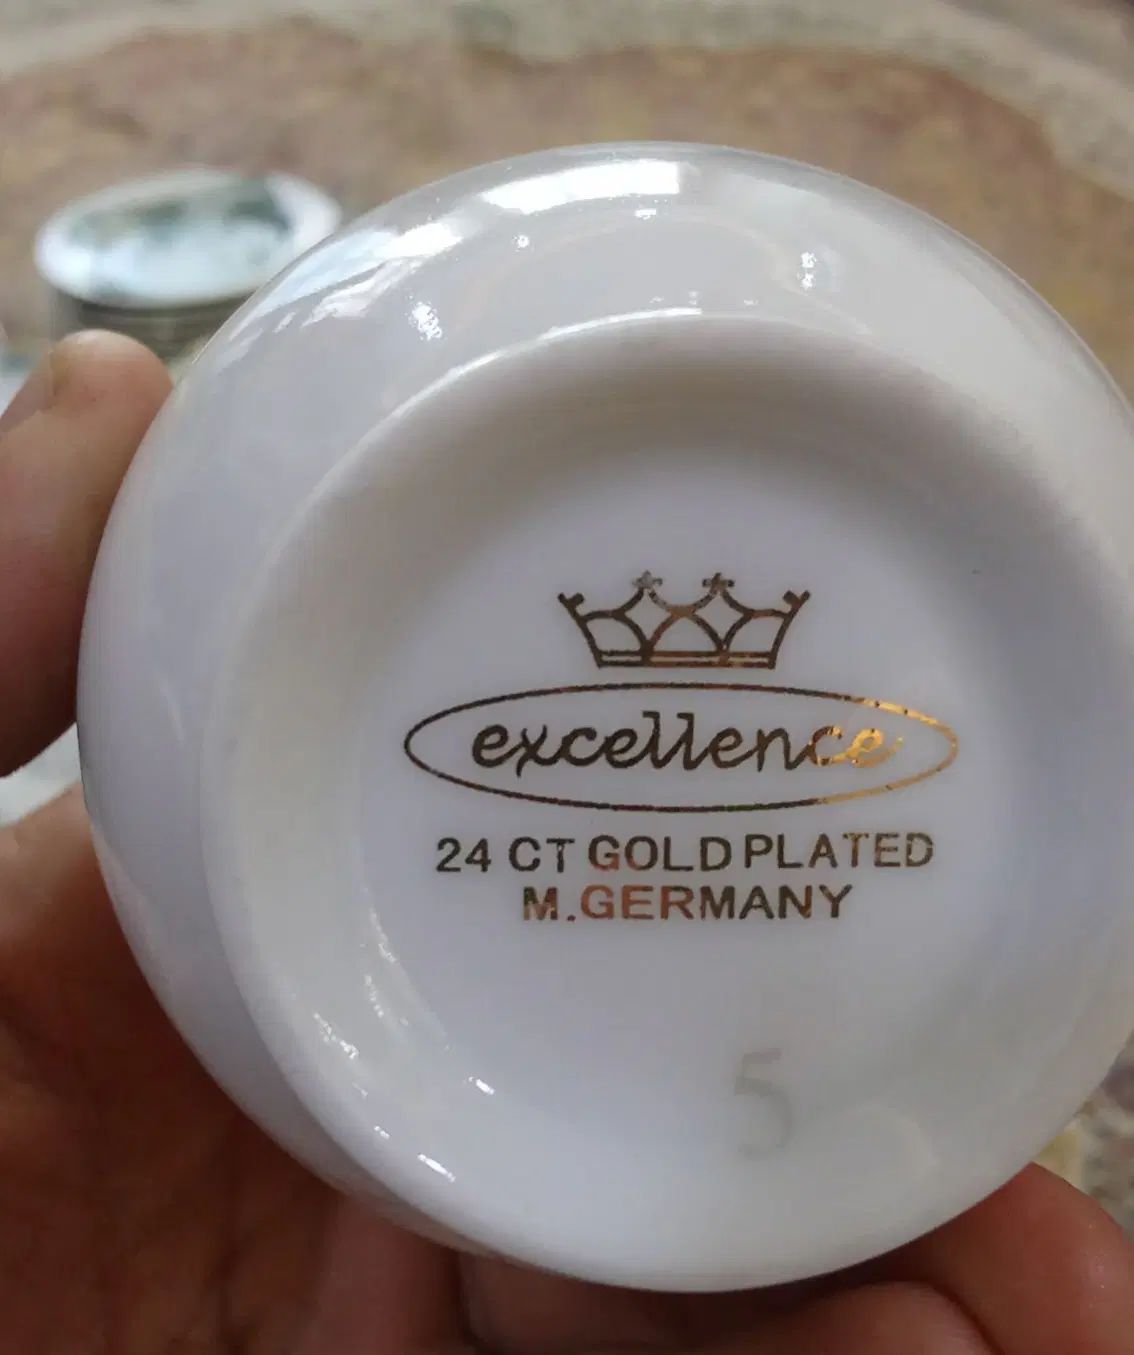 excellence
24 CT GOLD PLATED
M.GERMANY
5